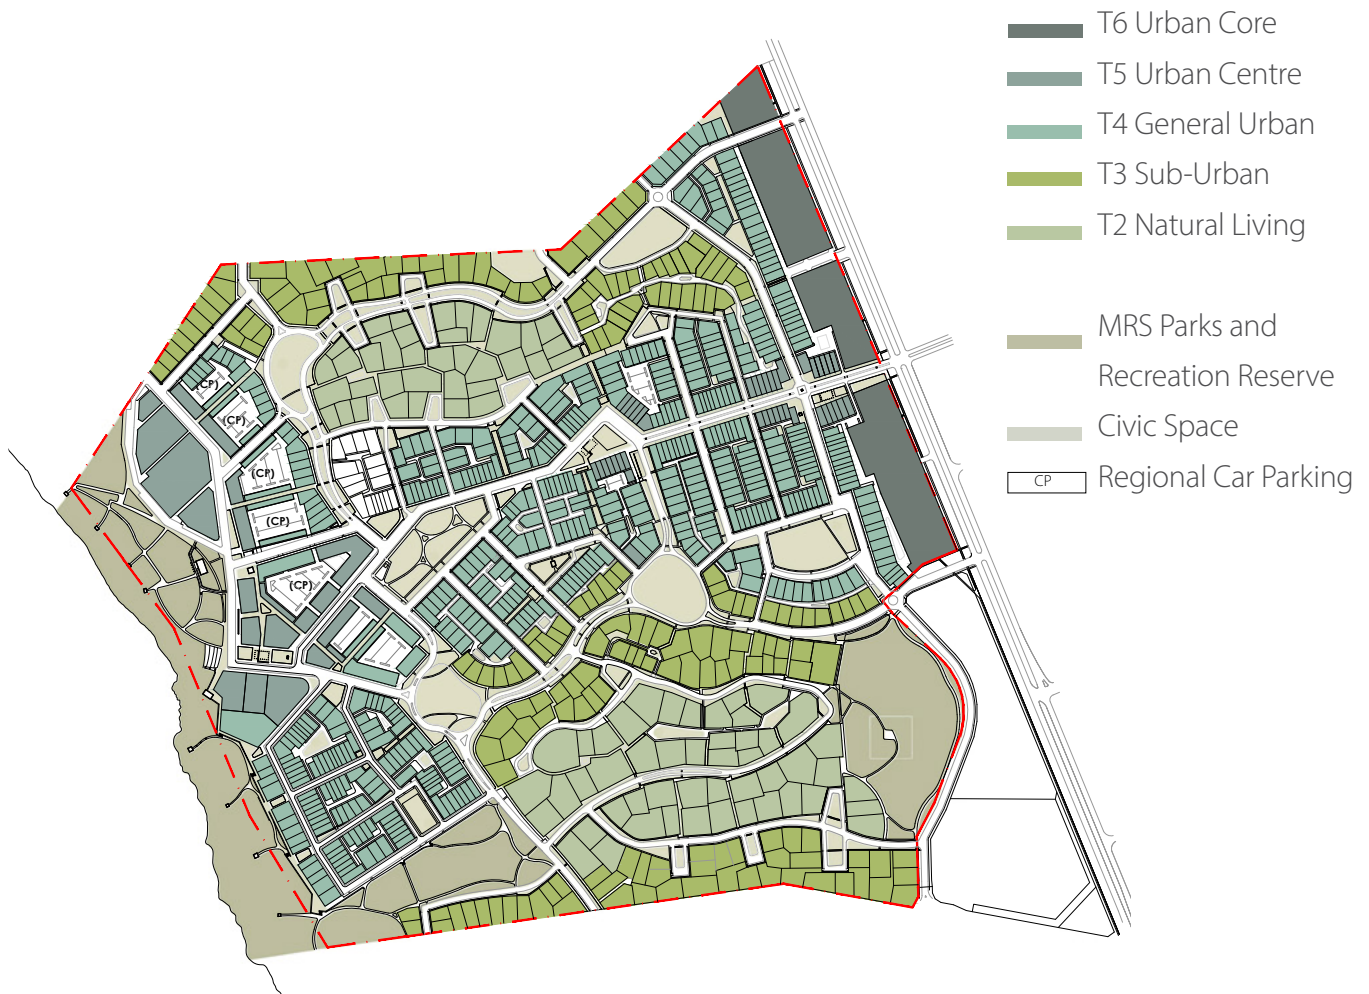 T6 Urban Core
T5 Urban Centre
T4 General Urban
T3 Sub-Urban
T2 Natural Living
MRS Parks and
Recreation Reserve
Civic Space
CP Regional Car Parking
(CP)
(CP)
(CP)
(CP)
(CP)